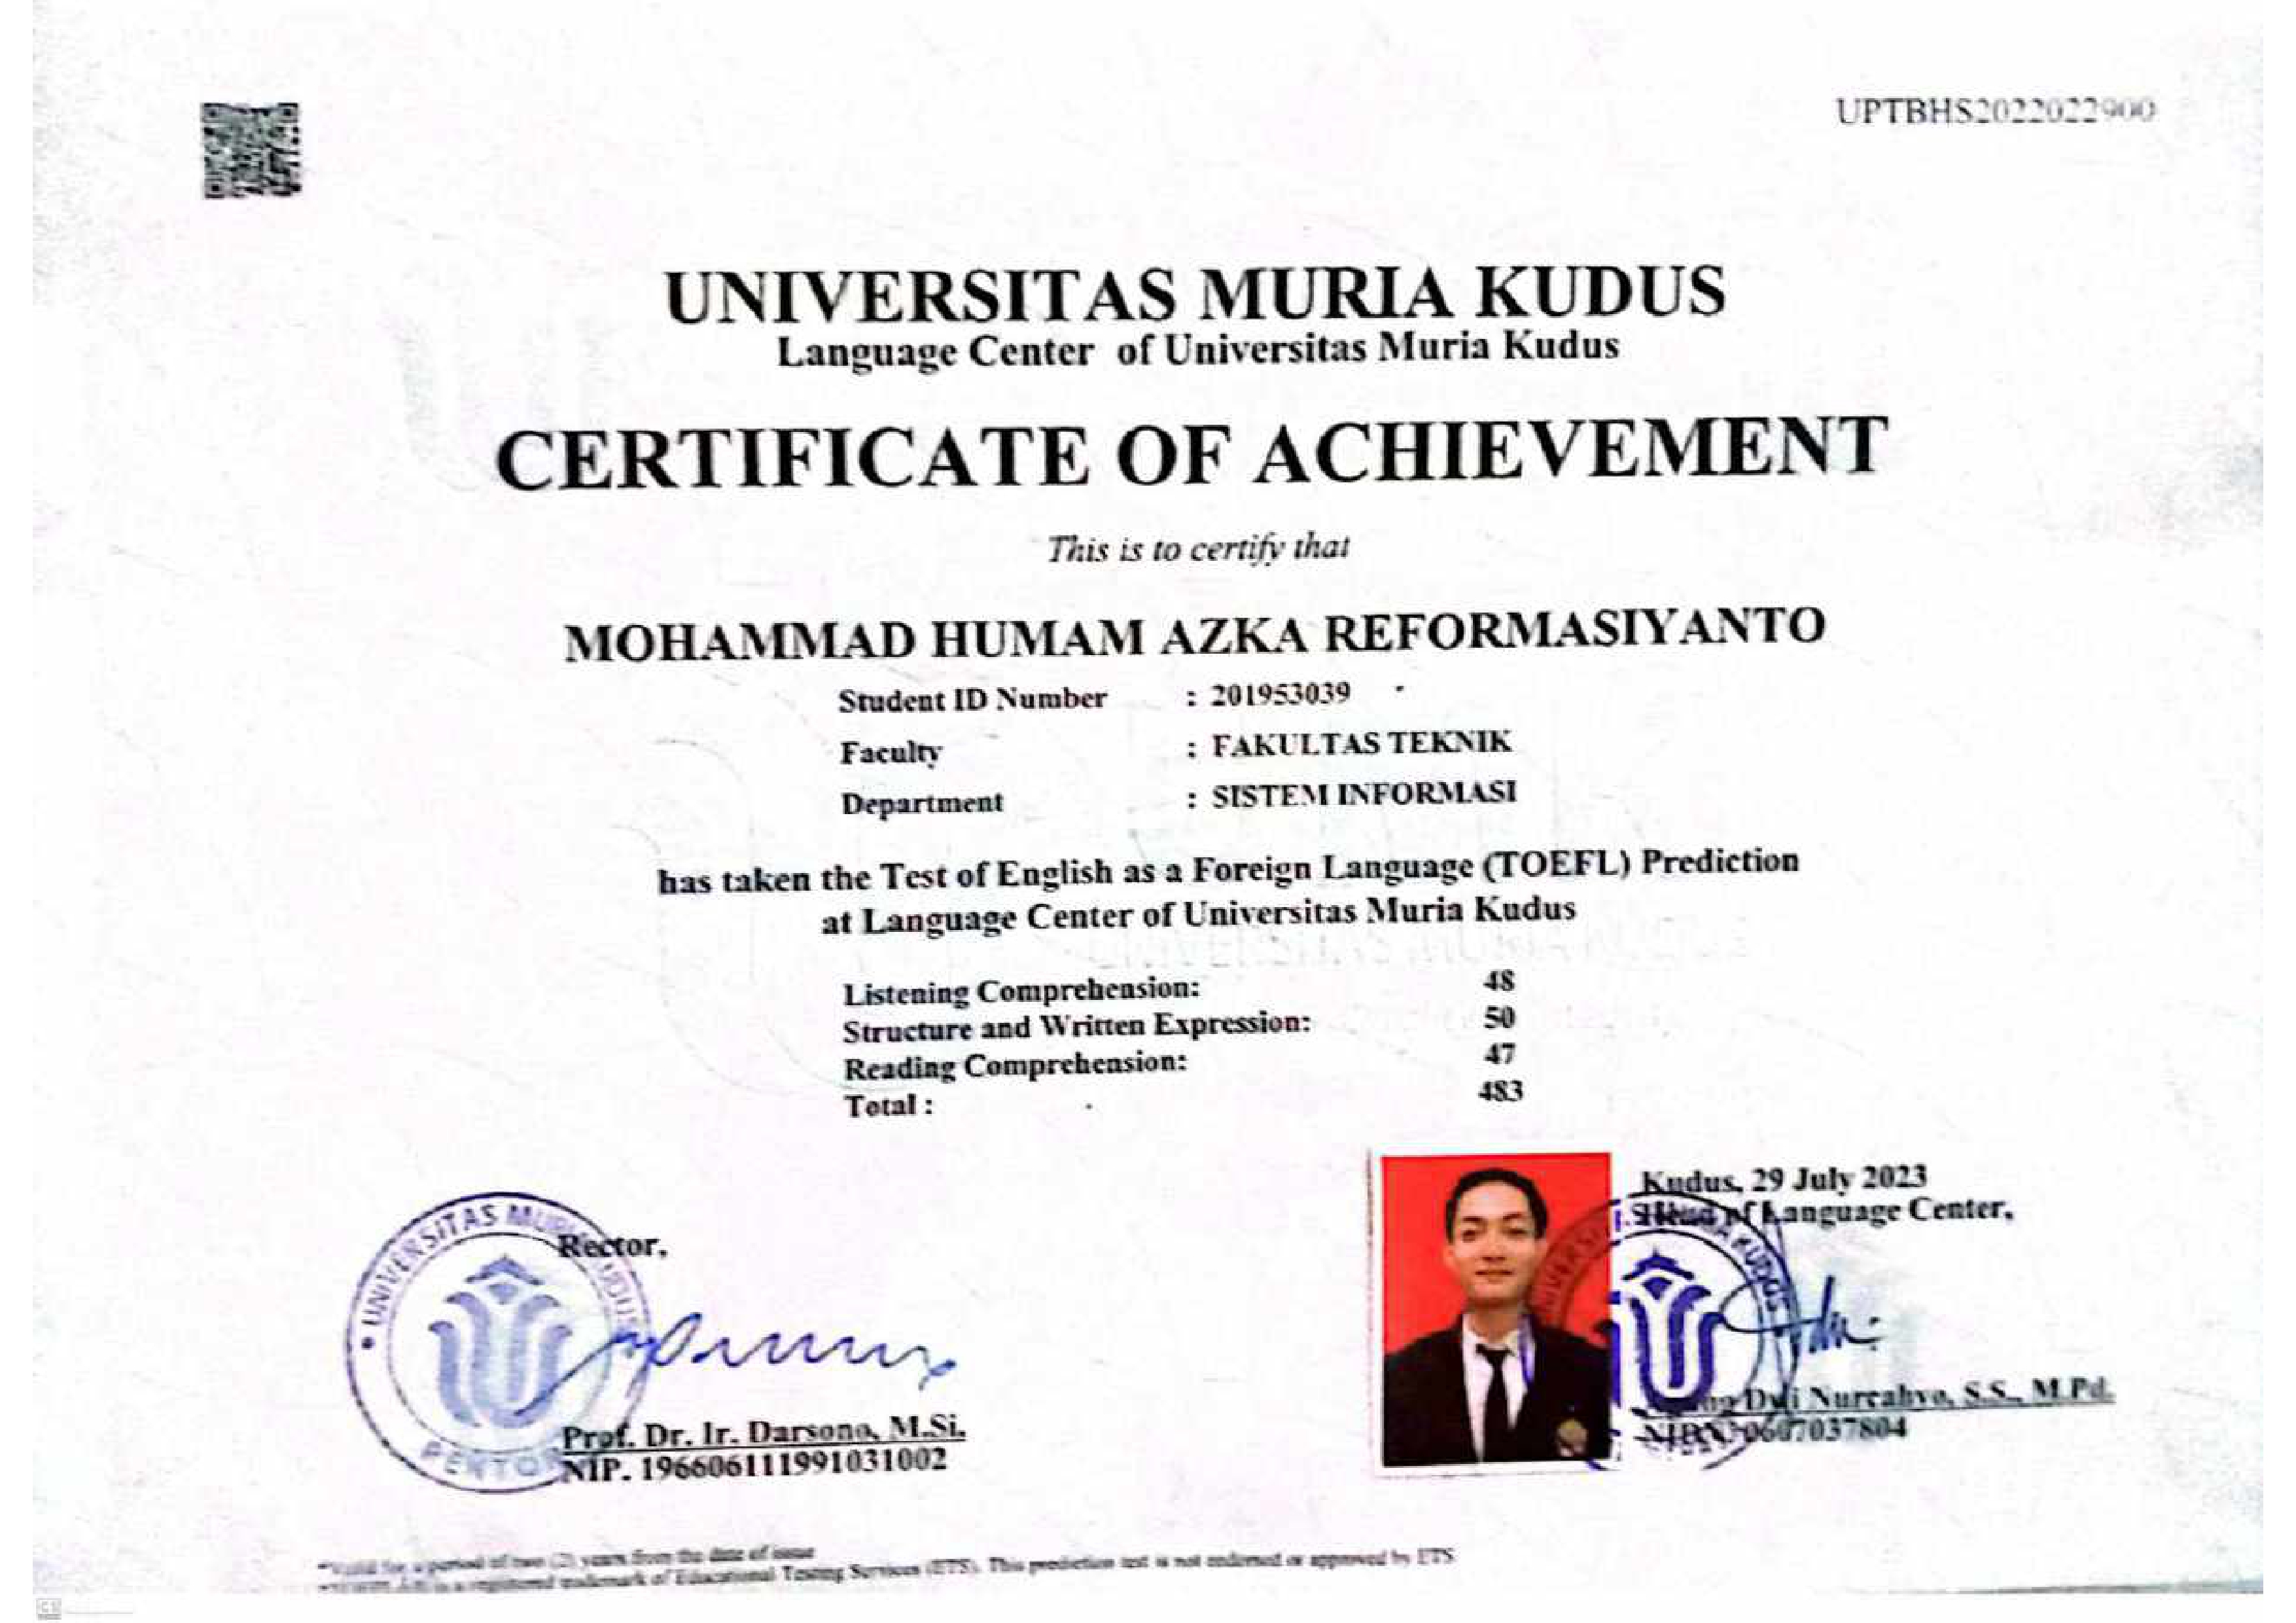 UPTBHS2022022900
UNIVERSITAS MURIA KUDUS
Language Center of Universitas Muria Kudus
CERTIFICATE OF ACHIEVEMENT
This is to certify that
MOHAMMAD HUMAM AZKA REFORMASIYANTO
Student ID Number : 201953039
Faculty : FAKULTAS TEKNIK
Department : SISTEM INFORMASI
has taken the Test of English as a Foreign Language (TOEFL) Prediction
at Language Center of Universitas Muria Kudus
Listening Comprehension: 48
Structure and Written Expression: 50
Reading Comprehension: 47
Total : 483
Kudus, 29 July 2023
Head of Language Center,
Rector,
UNIVERSITAS MURIA KUDUS
Dwi Nurcahyo, S.S., M.Pd.
NIDN 0607037804
Prof. Dr. Ir. Darsono, M.Si.
NIP. 196606111991031002
*Valid for a period of two (2) years from the date of issue
is a registered trademark of Educational Testing Services (ETS). This prediction test is not endorsed or approved by ETS